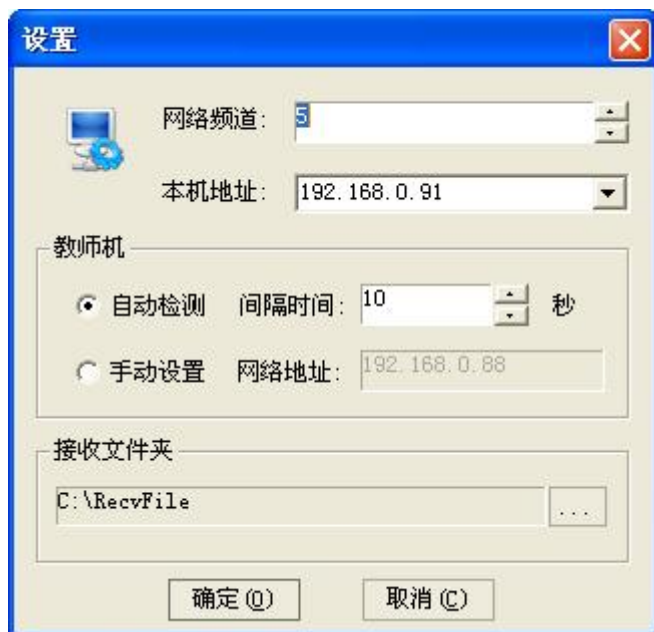 设置
网络频道: 5
本机地址: 192.168.0.91
教师机
自动检测 间隔时间: 10 秒
手动设置 网络地址: 192.168.0.88
接收文件夹
C:\RecvFile ...
确定(O) 取消(C)